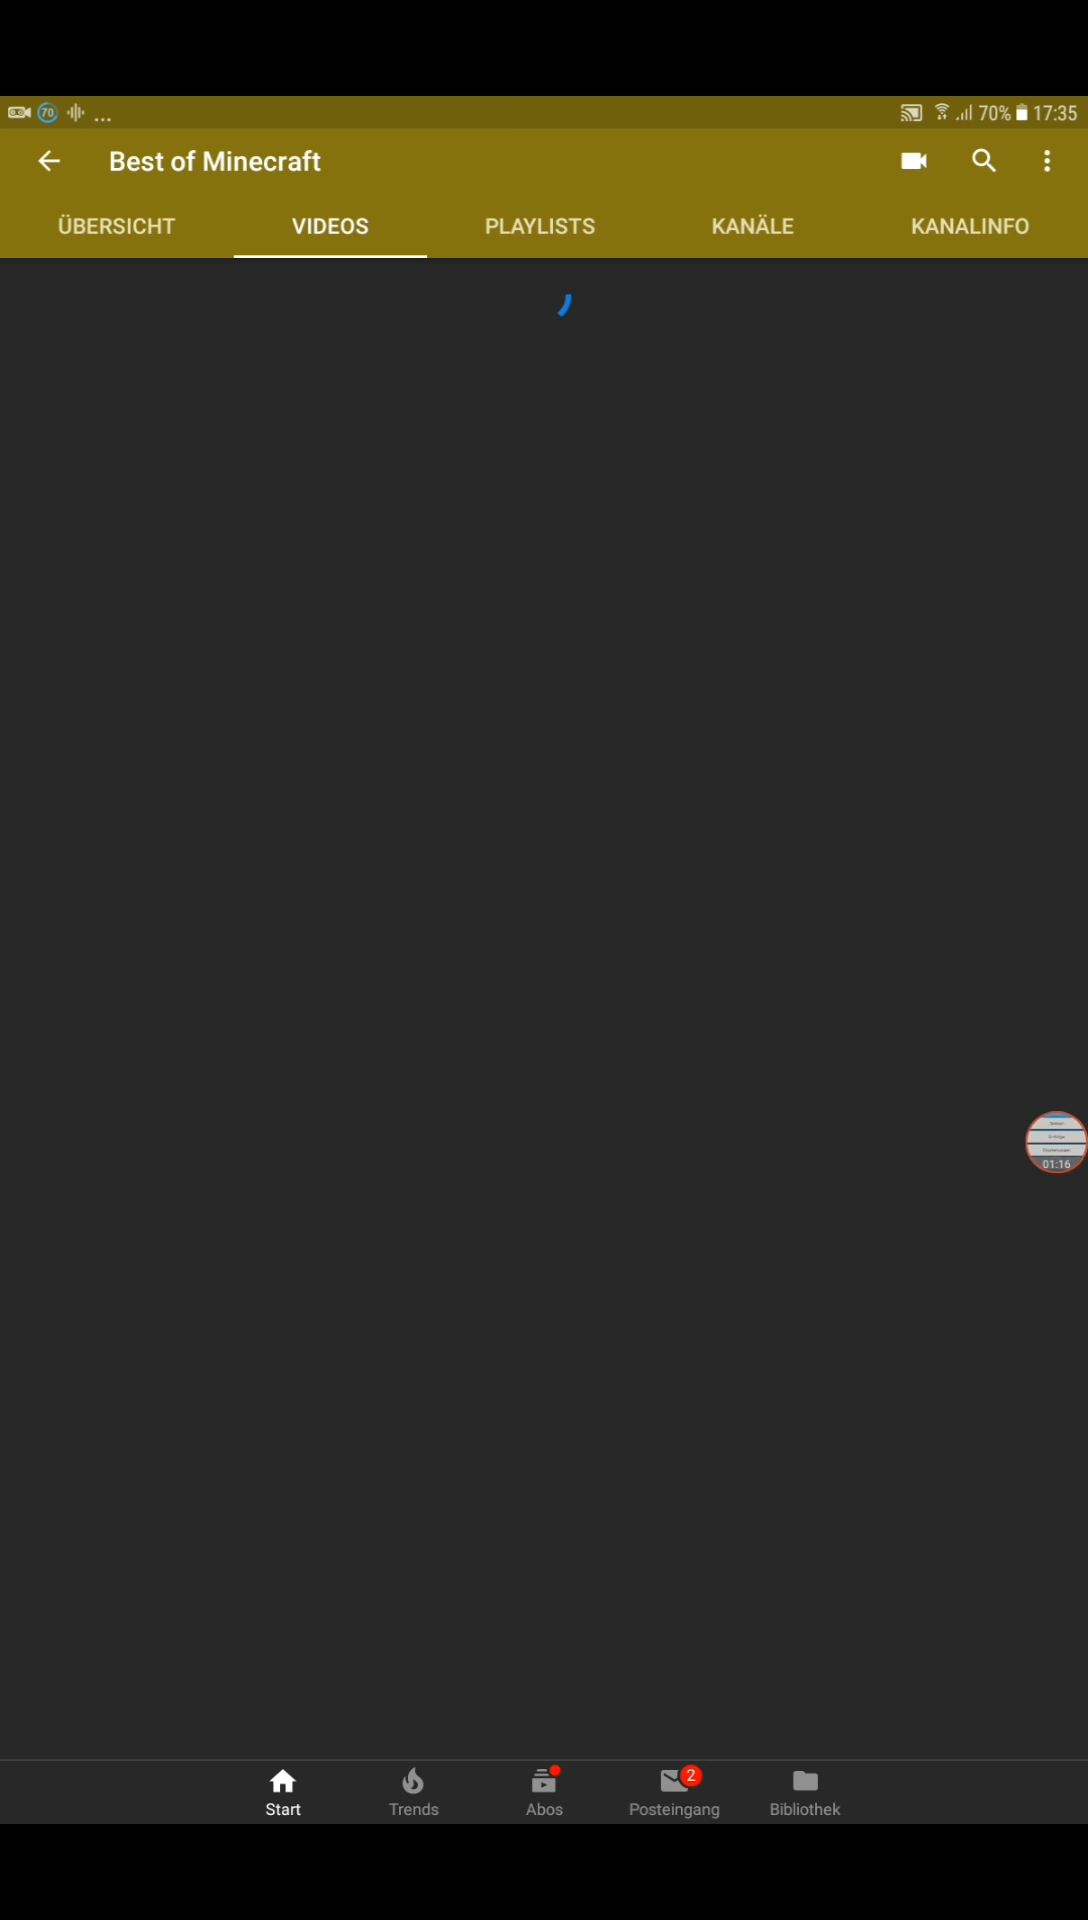 70 ... 70% 17:35
Best of Minecraft
ÜBERSICHT VIDEOS PLAYLISTS KANÄLE KANALINFO
01:16
2
Start Trends Abos Posteingang Bibliothek